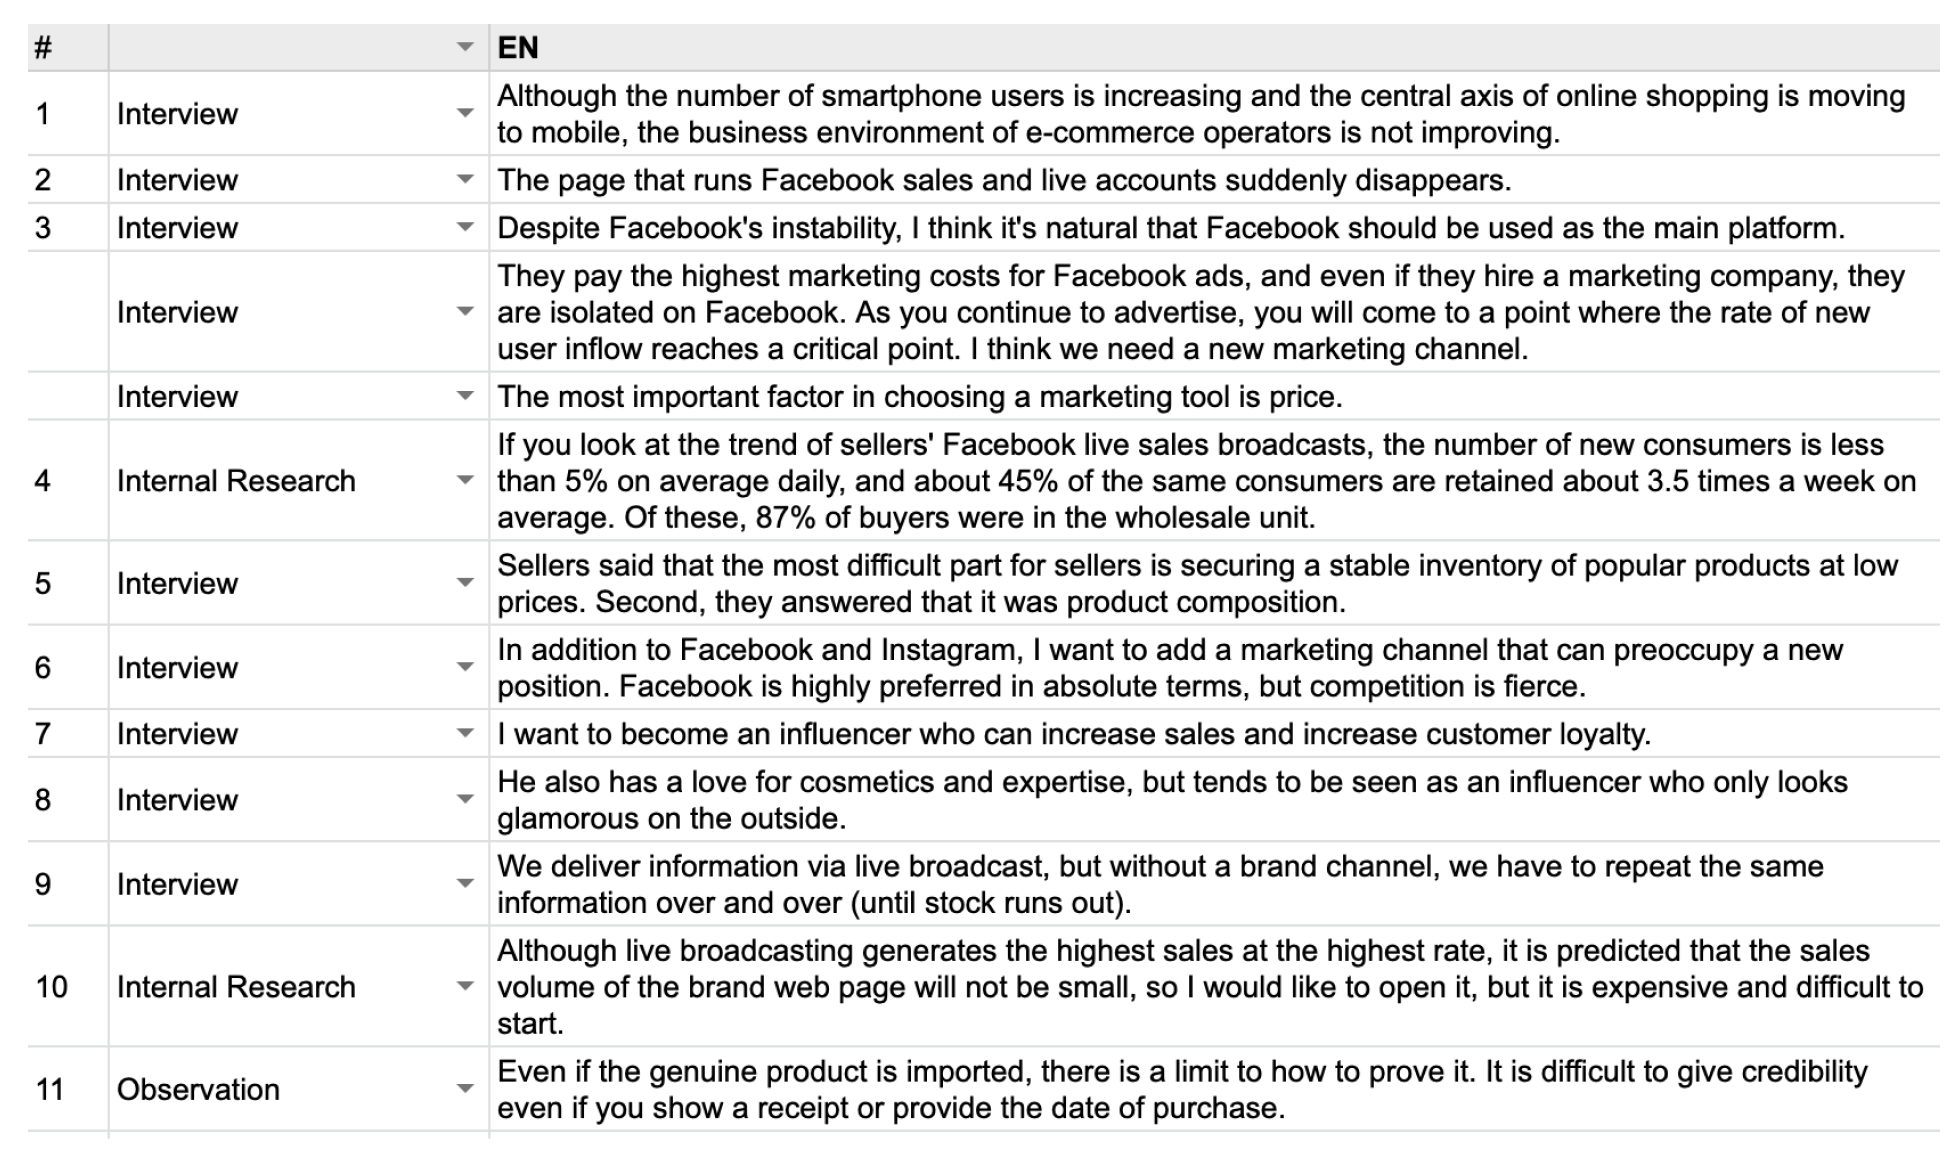 # EN
1 Interview Although the number of smartphone users is increasing and the central axis of online shopping is moving
to mobile, the business environment of e-commerce operators is not improving.
2 Interview The page that runs Facebook sales and live accounts suddenly disappears.
3 Interview Despite Facebook's instability, I think it's natural that Facebook should be used as the main platform.
Interview They pay the highest marketing costs for Facebook ads, and even if they hire a marketing company, they
are isolated on Facebook. As you continue to advertise, you will come to a point where the rate of new
user inflow reaches a critical point. I think we need a new marketing channel.
Interview The most important factor in choosing a marketing tool is price.
4 Internal Research If you look at the trend of sellers' Facebook live sales broadcasts, the number of new consumers is less
than 5% on average daily, and about 45% of the same consumers are retained about 3.5 times a week on
average. Of these, 87% of buyers were in the wholesale unit.
5 Interview Sellers said that the most difficult part for sellers is securing a stable inventory of popular products at low
prices. Second, they answered that it was product composition.
6 Interview In addition to Facebook and Instagram, I want to add a marketing channel that can preoccupy a new
position. Facebook is highly preferred in absolute terms, but competition is fierce.
7 Interview I want to become an influencer who can increase sales and increase customer loyalty.
8 Interview He also has a love for cosmetics and expertise, but tends to be seen as an influencer who only looks
glamorous on the outside.
9 Interview We deliver information via live broadcast, but without a brand channel, we have to repeat the same
information over and over (until stock runs out).
10 Internal Research Although live broadcasting generates the highest sales at the highest rate, it is predicted that the sales
volume of the brand web page will not be small, so I would like to open it, but it is expensive and difficult to
start.
11 Observation Even if the genuine product is imported, there is a limit to how to prove it. It is difficult to give credibility
even if you show a receipt or provide the date of purchase.